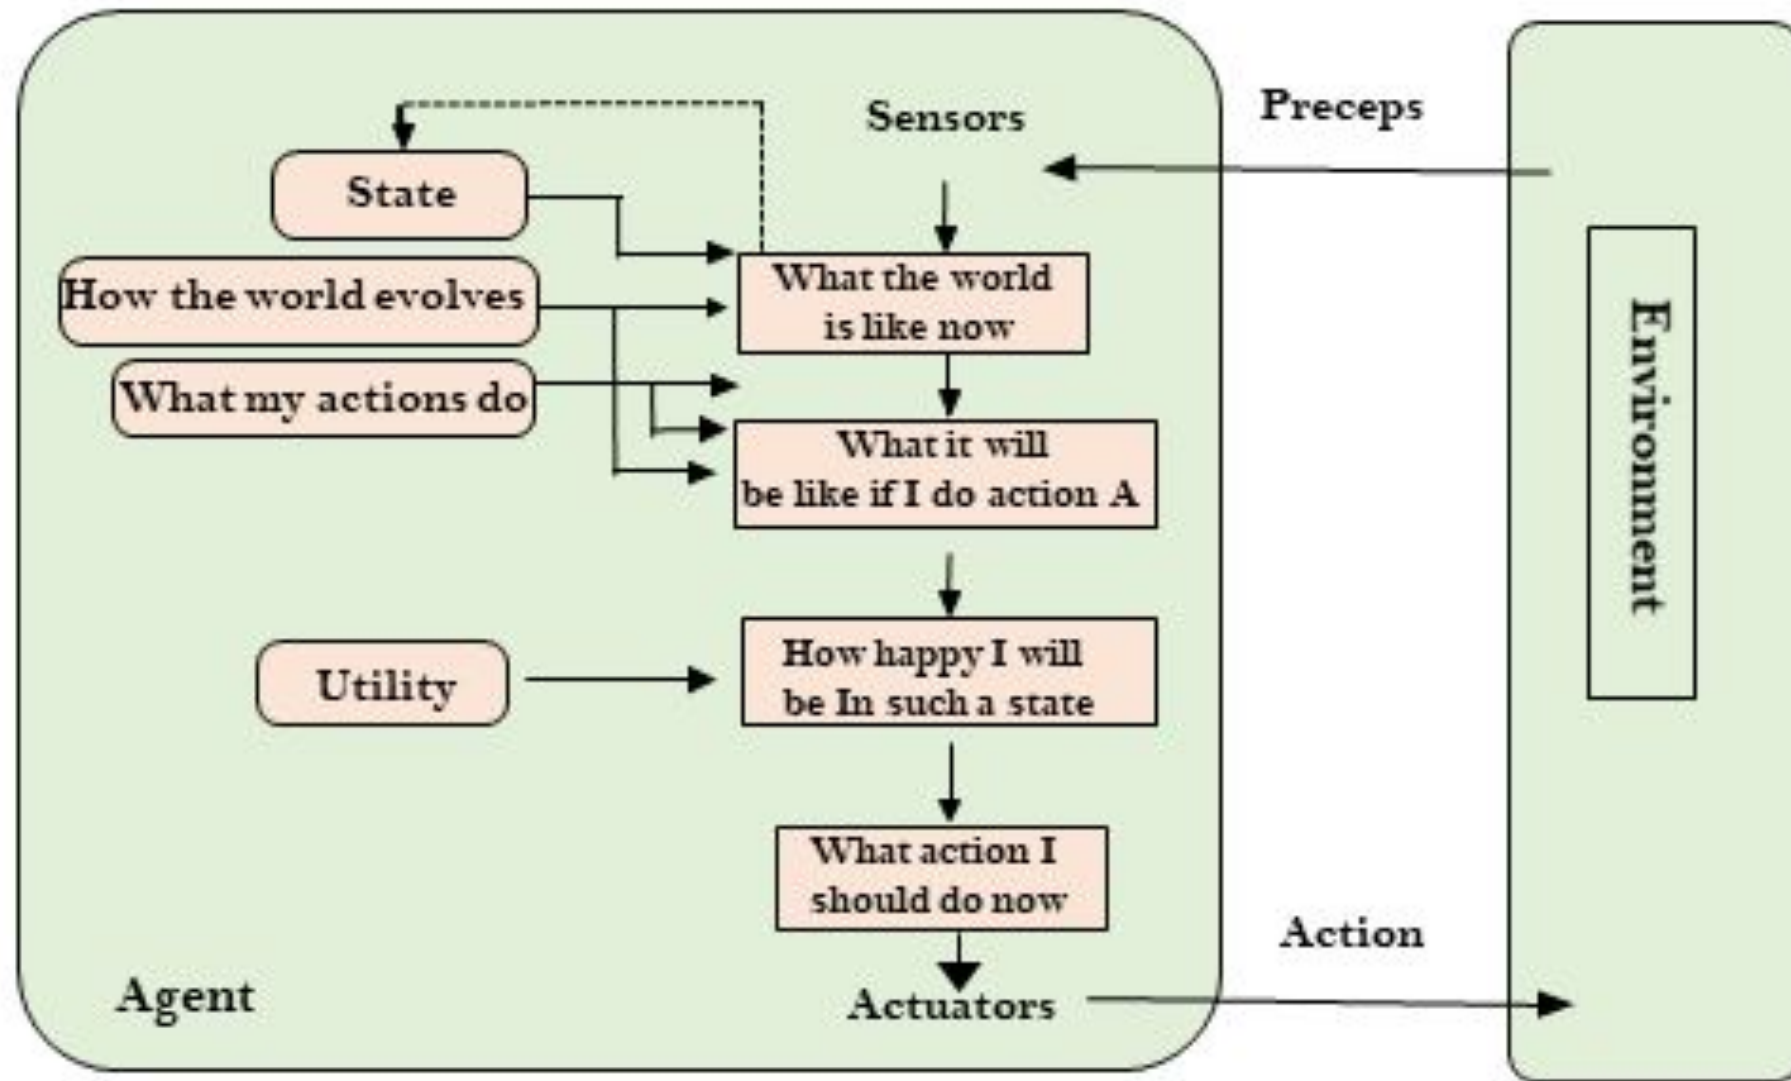 Sensors
Preceps
State
How the world evolves
What my actions do
What the world
is like now
What it will
be like if I do action A
Utility
How happy I will
be In such a state
What action I
should do now
Agent
Actuators
Action
Environment